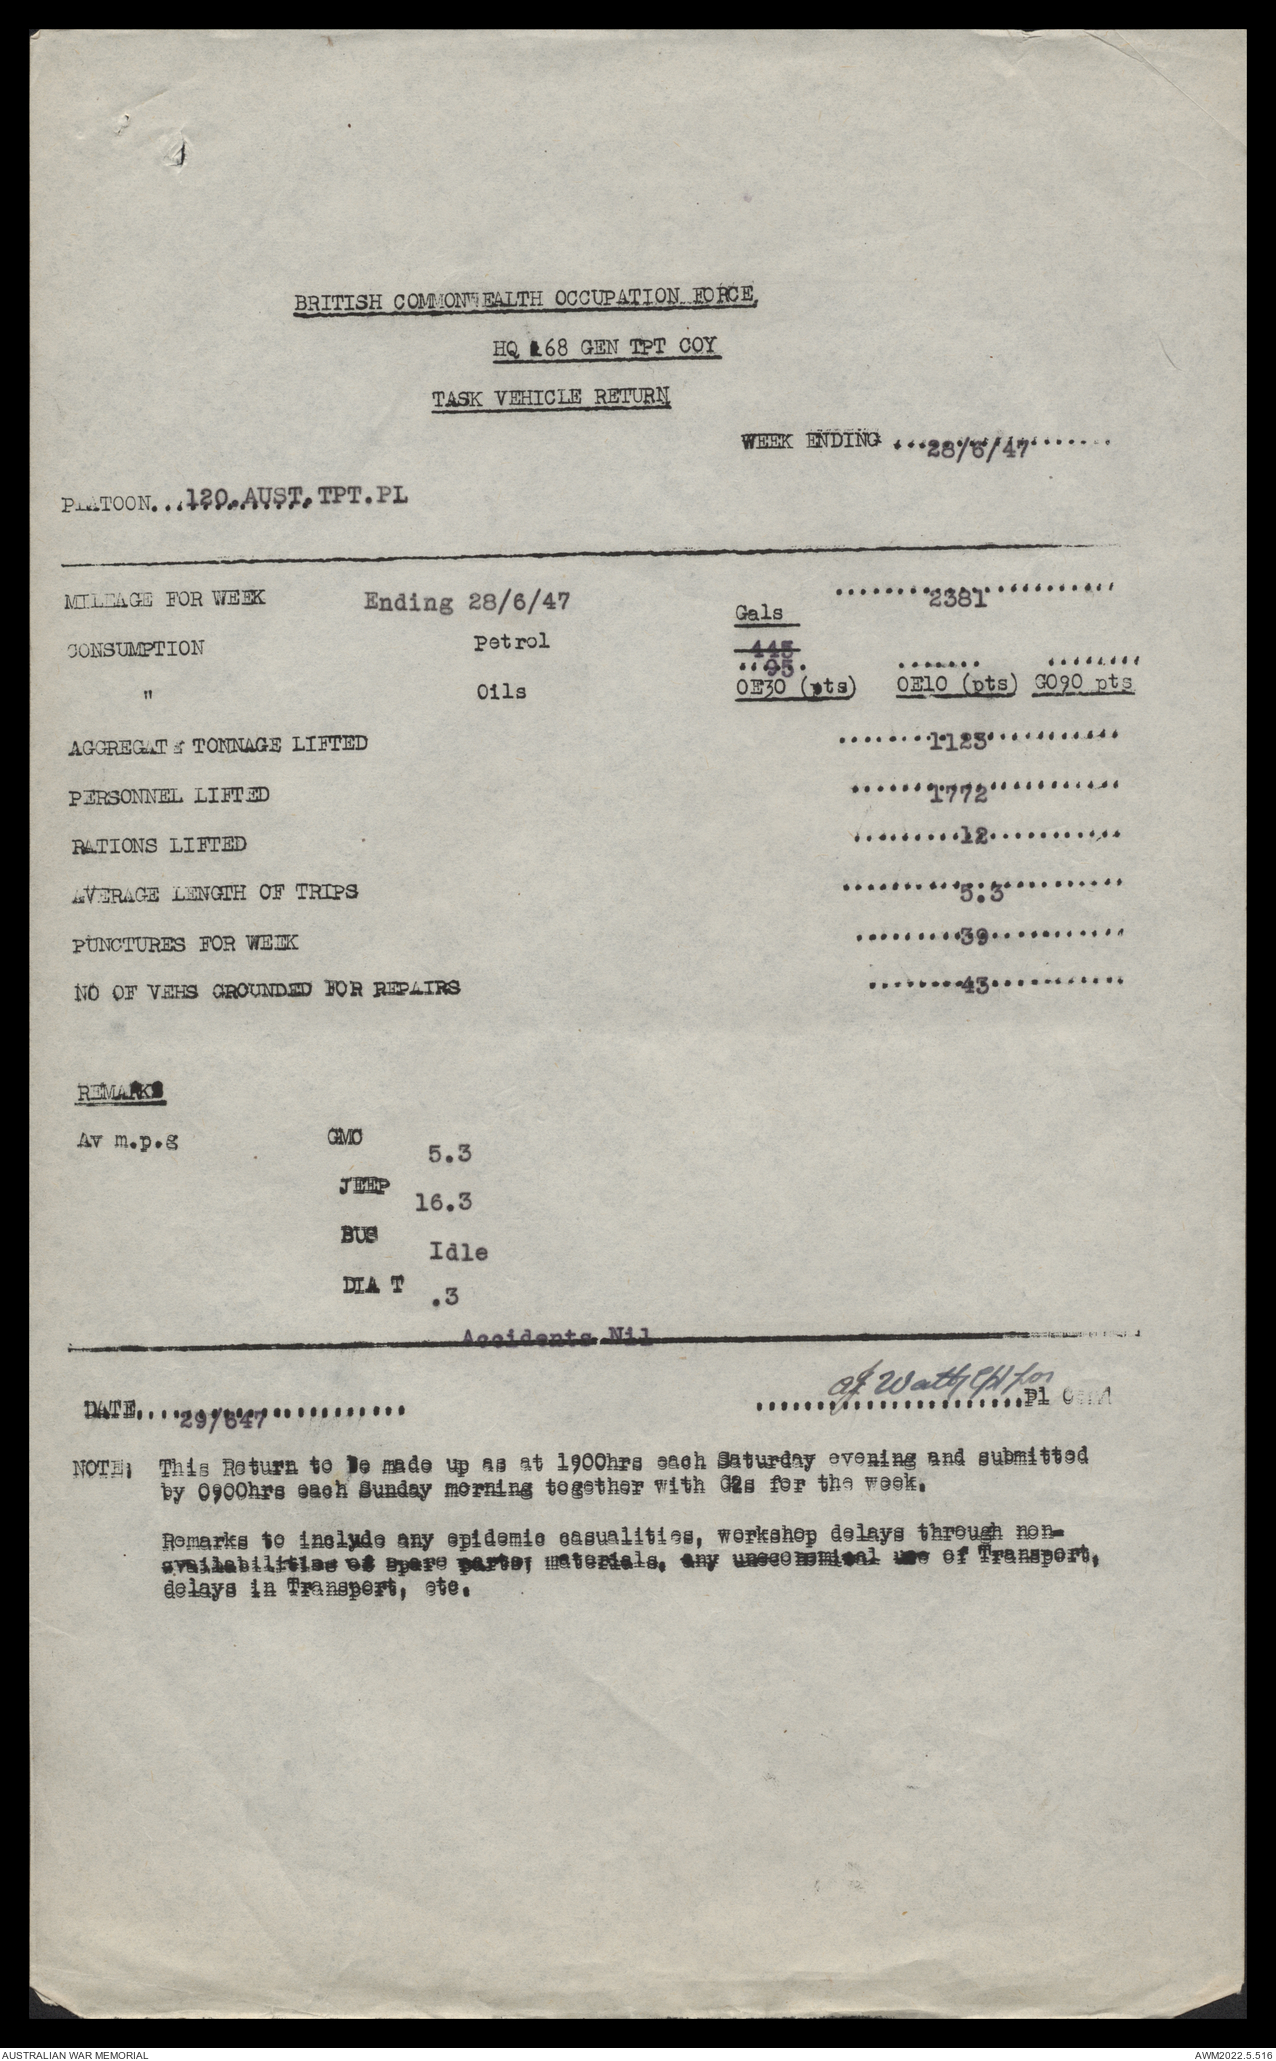 BRITISH COMMONWEALTH OCCUPATION FORCE
HQ 168 GEN TPT COY
TASK VEHICLE RETURN
WEEK ENDING ...28/6/47.......
PLATOON...120.AUST.TPT.PL
MILEAGE FOR WEEK Ending 28/6/47 .......2381..........
Gals
CONSUMPTION Petrol 445
..95. ....... ........
" Oils OE30 (pts) OE10 (pts) GO90 pts
AGGREGATE TONNAGE LIFTED ........1123...........
PERSONNEL LIFTED .......1772...........
RATIONS LIFTED .........12...........
AVERAGE LENGTH OF TRIPS .........5.3..........
PUNCTURES FOR WEEK .........39...........
NO OF VEHS GROUNDED FOR REPAIRS ........43...........
REMARKS
Av m.p.g GMC 5.3
JEEP 16.3
BUS Idle
DIA T .3
Accidents Nil
DATE....29/647...........
.......................Pl
NOTE: This Return to be made up as at 1900hrs each Saturday evening and submitted
by 0900hrs each Sunday morning together with G2s for the week.
Remarks to include any epidemic casualities, workshop delays through non-
availabilities of spare parts, materials, any uneconomical use of Transport,
delays in Transport, etc.
AUSTRALIAN WAR MEMORIAL
AWM2022.5.516